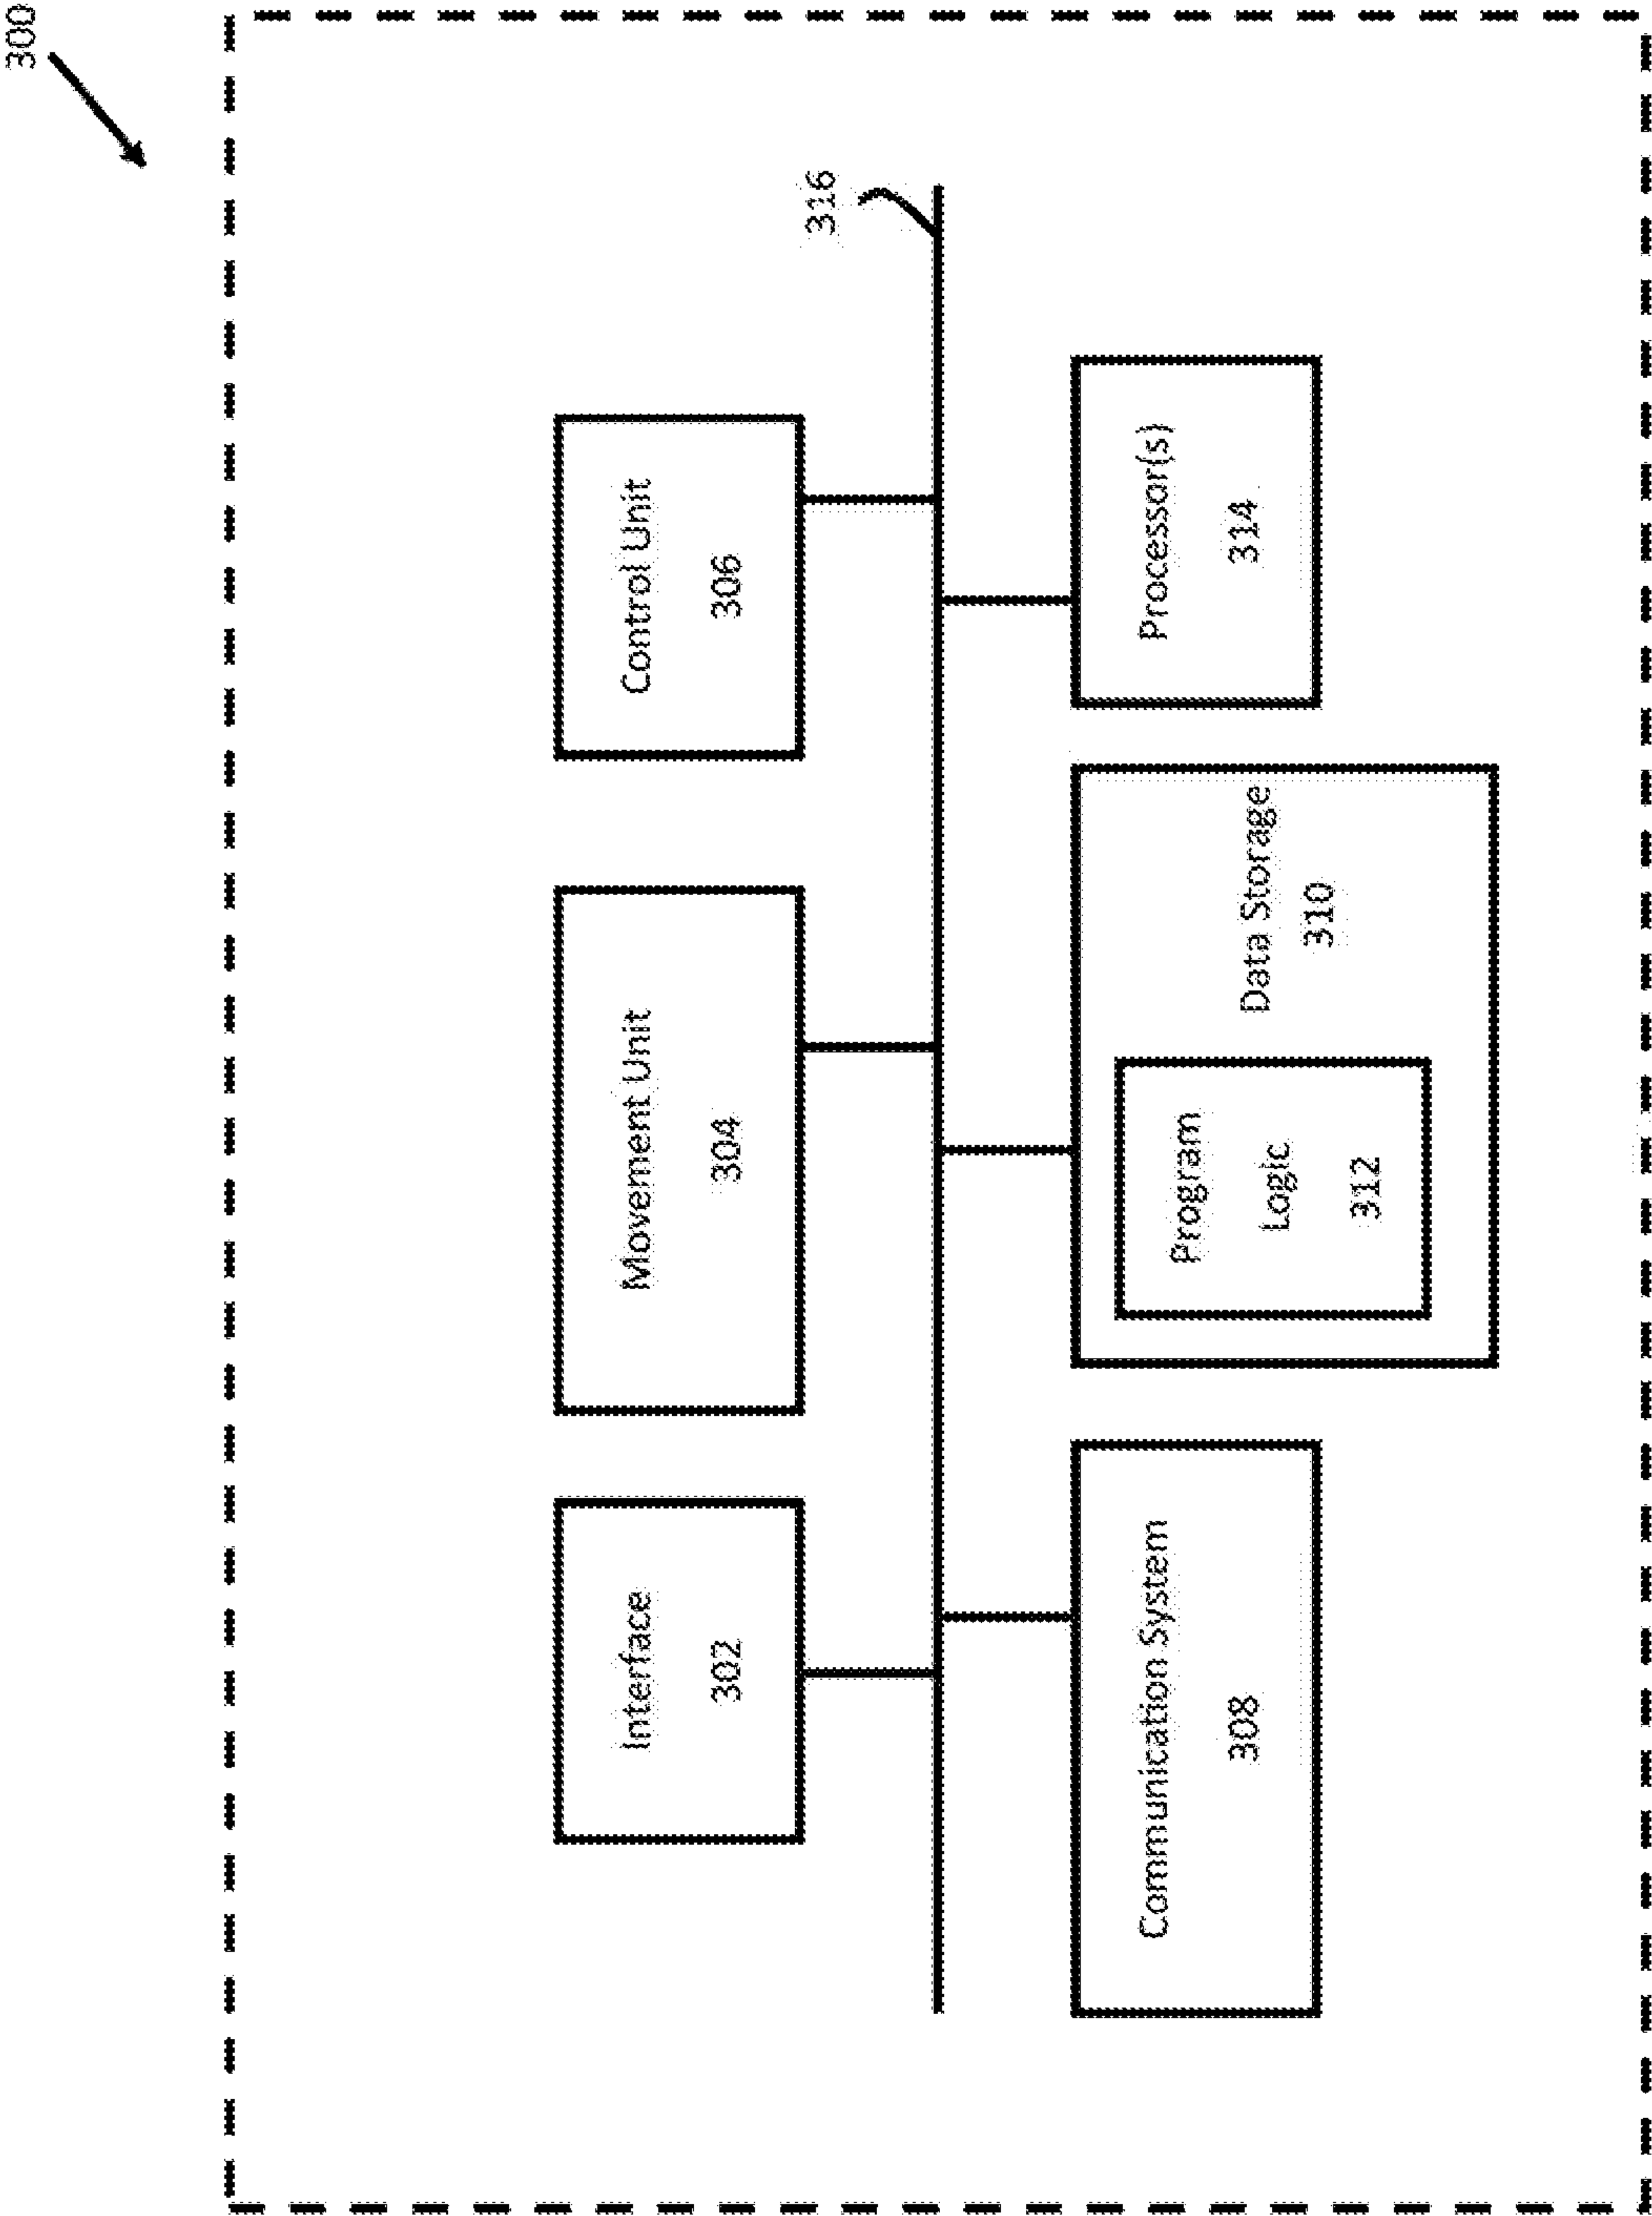 300
316
Interface
302
Movement Unit
304
Control Unit
306
Communication System
308
Data Storage
310
Program
Logic
312
Processor(s)
314